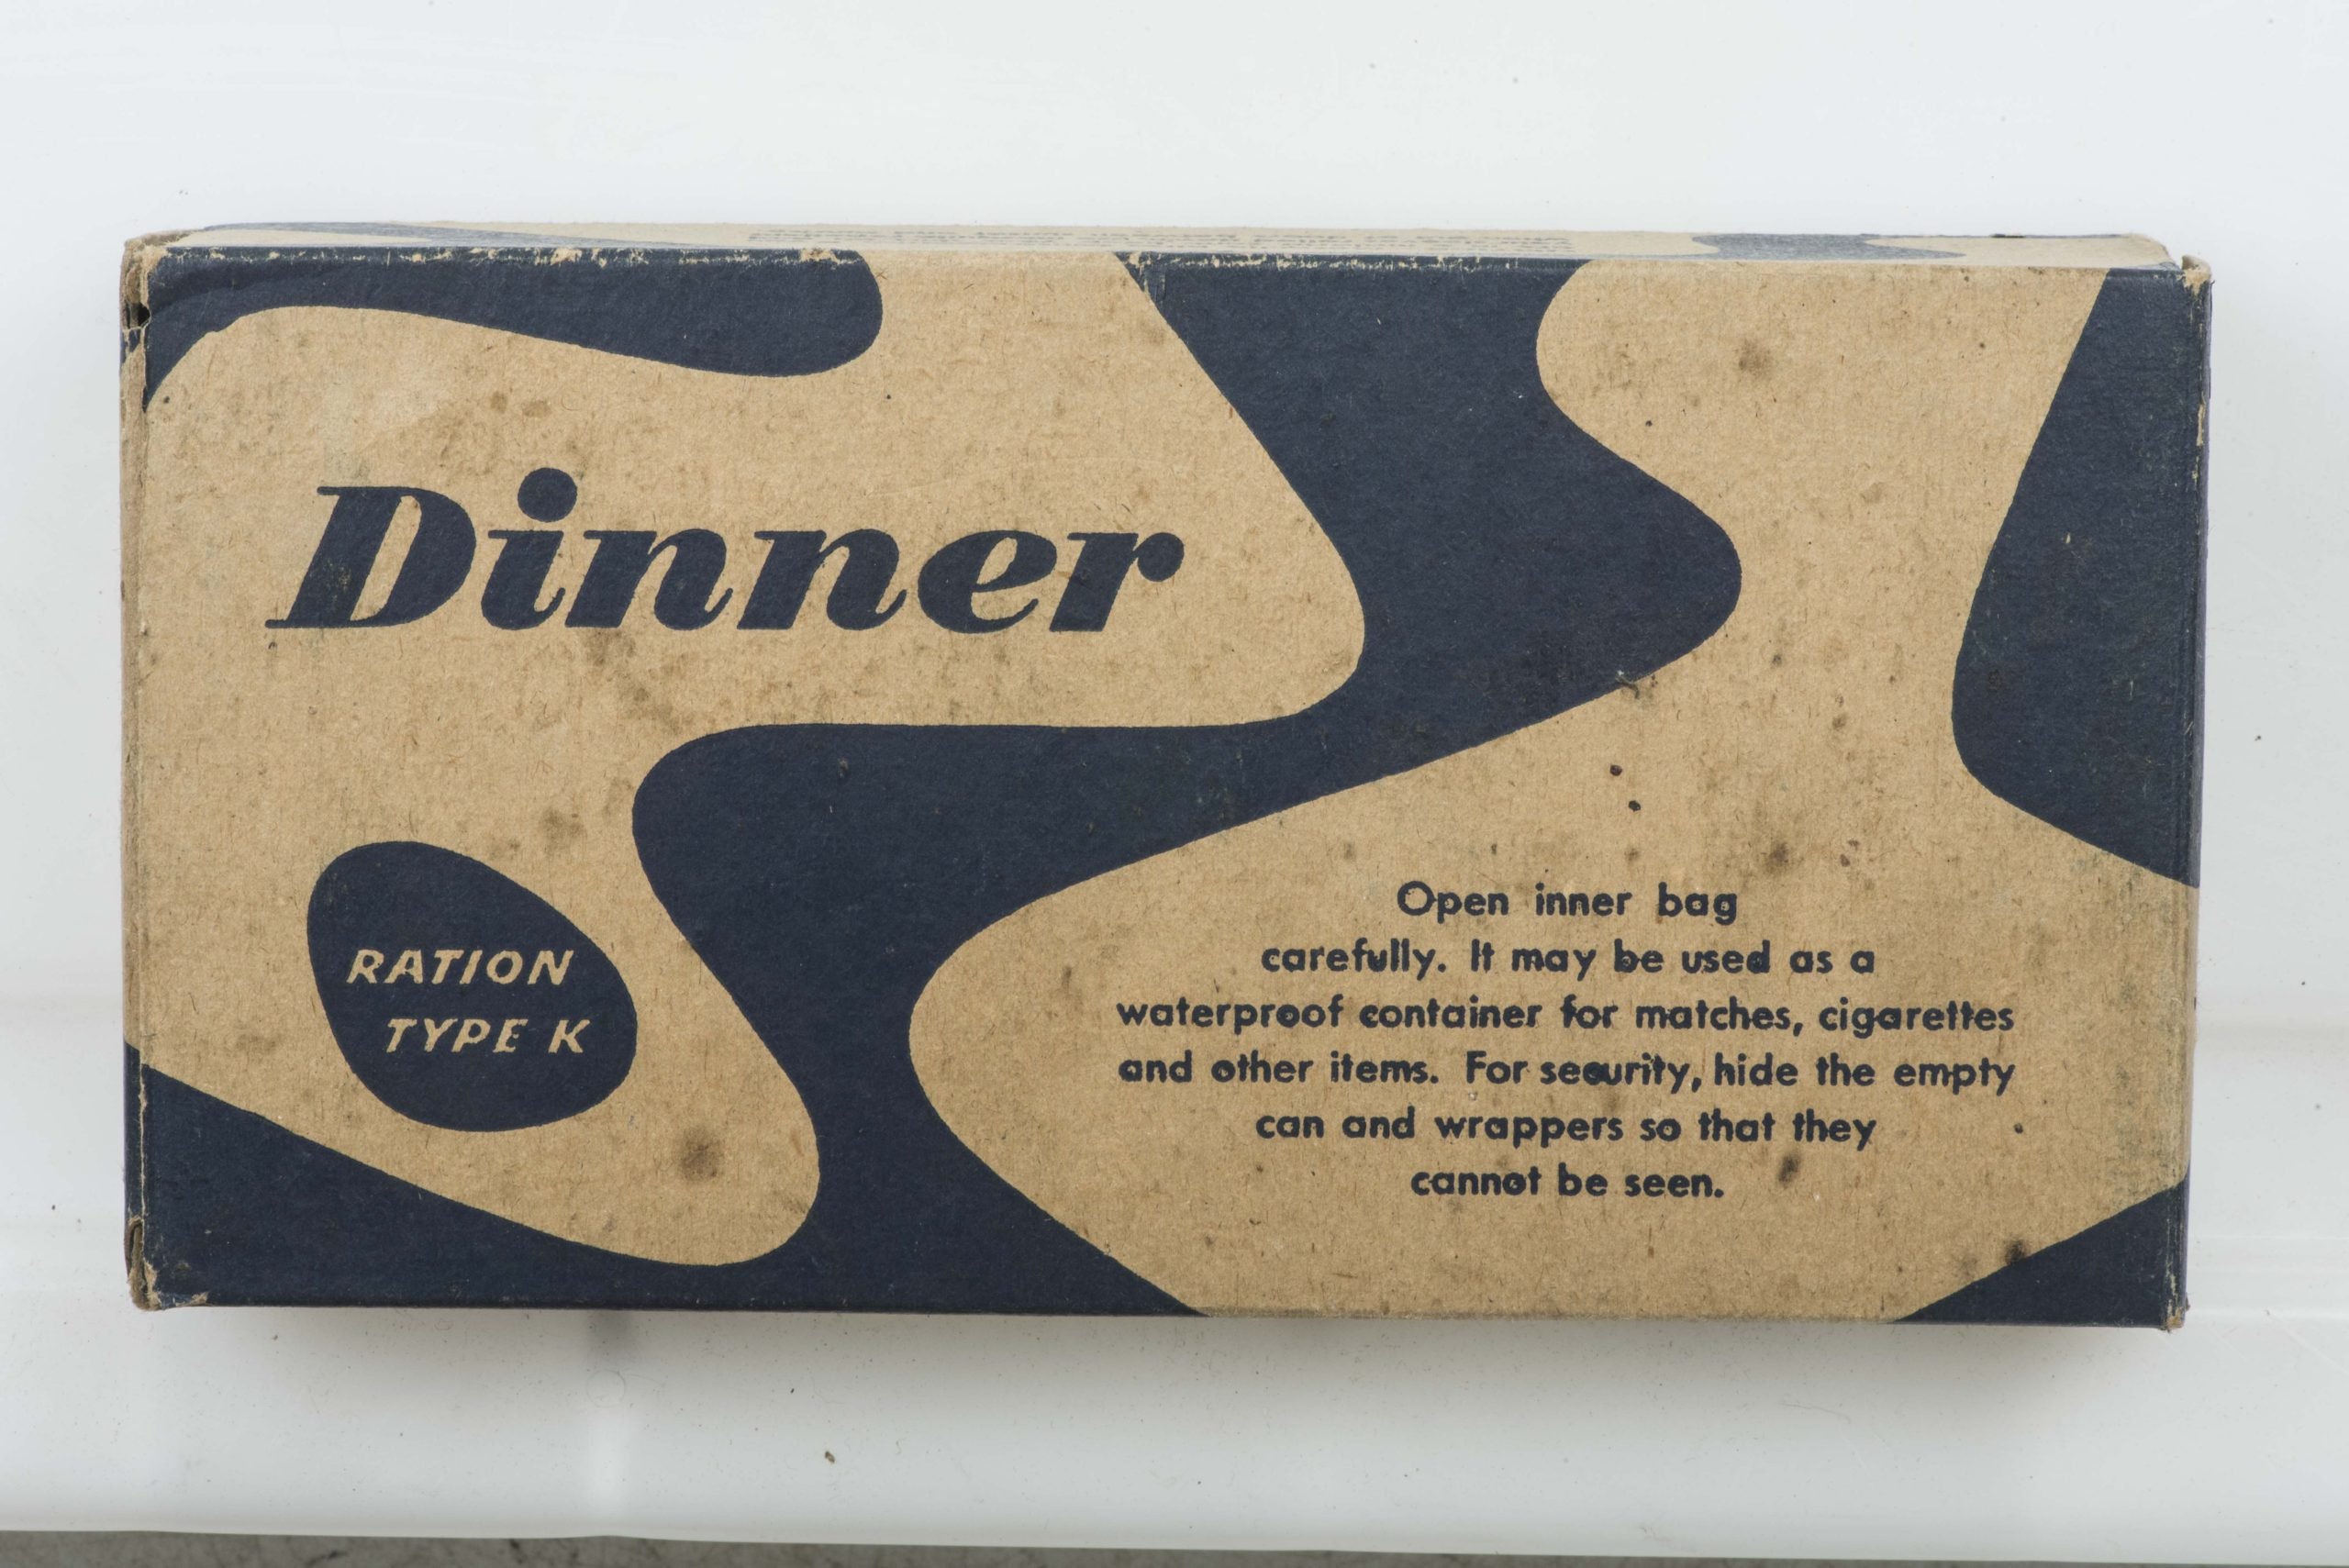 Dinner
RATION
TYPE K
Open inner bag
carefully. It may be used as a
waterproof container for matches, cigarettes
and other items. For security, hide the empty
can and wrappers so that they
cannot be seen.